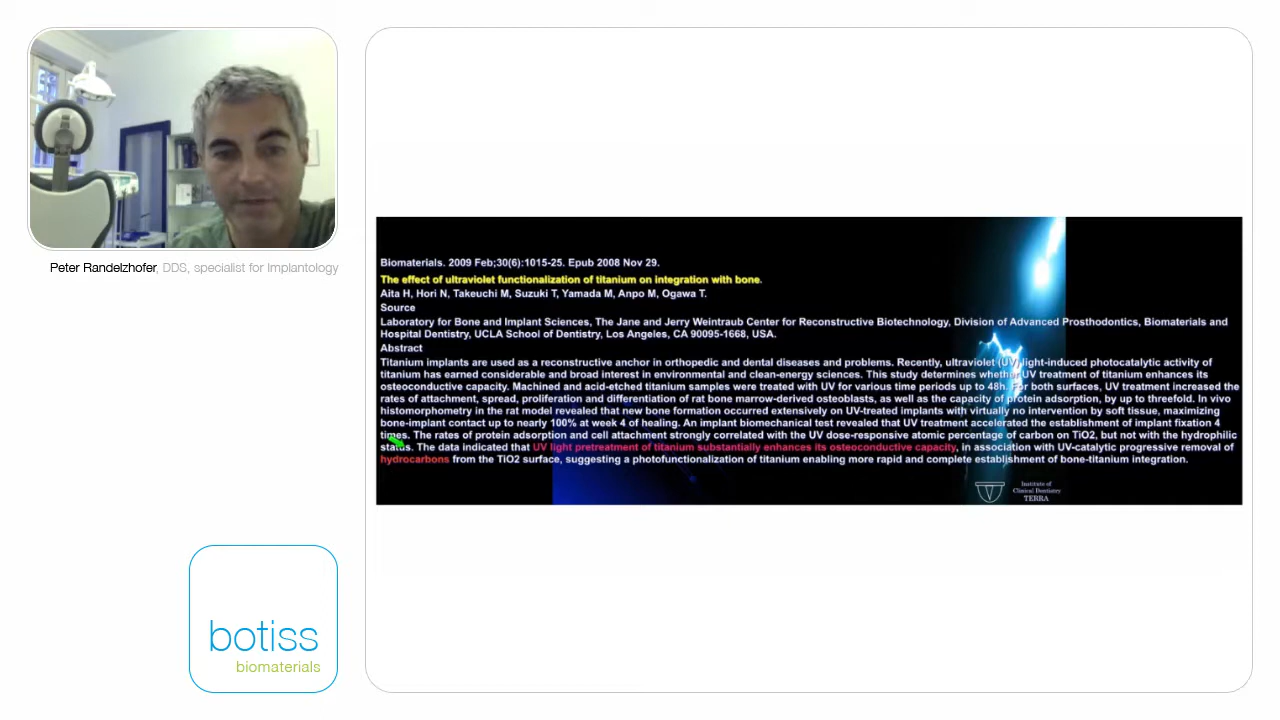 Peter Randelzhofer, DDS, specialist for Implantology
botiss
biomaterials
Biomaterials. 2009 Feb;30(6):1015-25. Epub 2008 Nov 29.
The effect of ultraviolet functionalization of titanium on integration with bone.
Aita H, Hori N, Takeuchi M, Suzuki T, Yamada M, Anpo M, Ogawa T.
Source
Laboratory for Bone and Implant Sciences, The Jane and Jerry Weintraub Center for Reconstructive Biotechnology, Division of Advanced Prosthodontics, Biomaterials and
Hospital Dentistry, UCLA School of Dentistry, Los Angeles, CA 90095-1668, USA.
Abstract
Titanium implants are used as a reconstructive anchor in orthopedic and dental diseases and problems. Recently, ultraviolet (UV) light-induced photocatalytic activity of
titanium has earned considerable and broad interest in environmental and clean-energy sciences. This study determines whether UV treatment of titanium enhances its
osteoconductive capacity. Machined and acid-etched titanium samples were treated with UV for various time periods up to 48h. For both surfaces, UV treatment increased the
rates of attachment, spread, proliferation and differentiation of rat bone marrow-derived osteoblasts, as well as the capacity of protein adsorption, by up to threefold. In vivo
histomorphometry in the rat model revealed that new bone formation occurred extensively on UV-treated implants with virtually no intervention by soft tissue, maximizing
bone-implant contact up to nearly 100% at week 4 of healing. An implant biomechanical test revealed that UV treatment accelerated the establishment of implant fixation 4
times. The rates of protein adsorption and cell attachment strongly correlated with the UV dose-responsive atomic percentage of carbon on TiO2, but not with the hydrophilic
status. The data indicated that UV light pretreatment of titanium substantially enhances its osteoconductive capacity, in association with UV-catalytic progressive removal of
hydrocarbons from the TiO2 surface, suggesting a photofunctionalization of titanium enabling more rapid and complete establishment of bone-titanium integration.
Institute of
Clinical Dentistry
TERRA